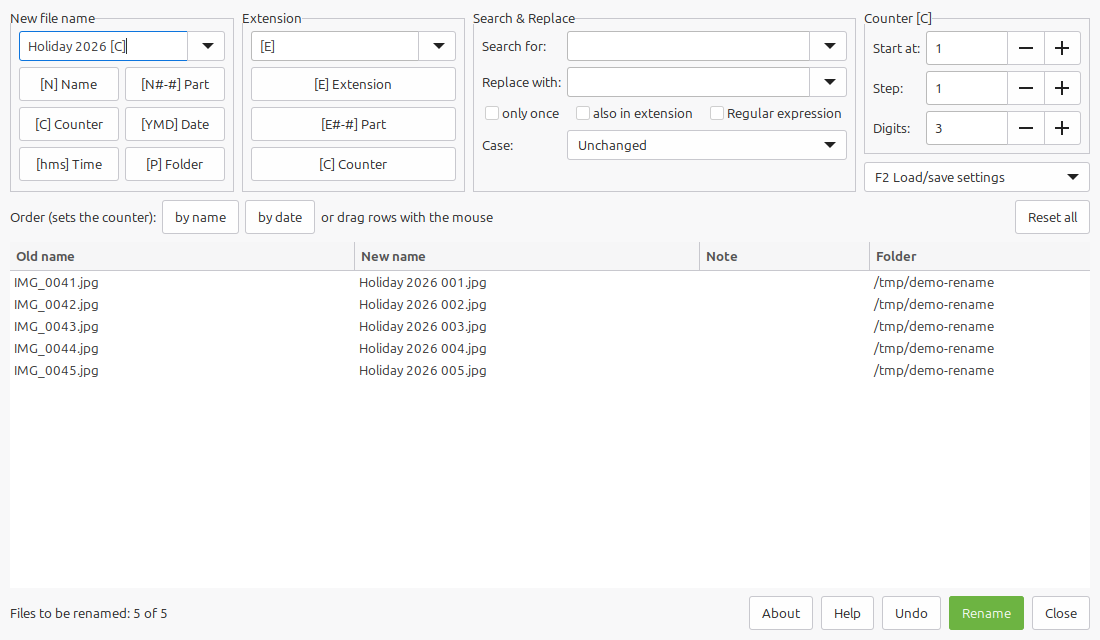 New file name
Holiday 2026 [C]
[N] Name [N#-#] Part
[C] Counter [YMD] Date
[hms] Time [P] Folder
Extension
[E]
[E] Extension
[E#-#] Part
[C] Counter
Search & Replace
Search for:
Replace with:
only once also in extension Regular expression
Case: Unchanged
Counter [C]
Start at: 1
Step: 1
Digits: 3
F2 Load/save settings
Order (sets the counter): by name by date or drag rows with the mouse Reset all
Old name New name Note Folder
IMG_0041.jpg Holiday 2026 001.jpg /tmp/demo-rename
IMG_0042.jpg Holiday 2026 002.jpg /tmp/demo-rename
IMG_0043.jpg Holiday 2026 003.jpg /tmp/demo-rename
IMG_0044.jpg Holiday 2026 004.jpg /tmp/demo-rename
IMG_0045.jpg Holiday 2026 005.jpg /tmp/demo-rename
Files to be renamed: 5 of 5 About Help Undo Rename Close